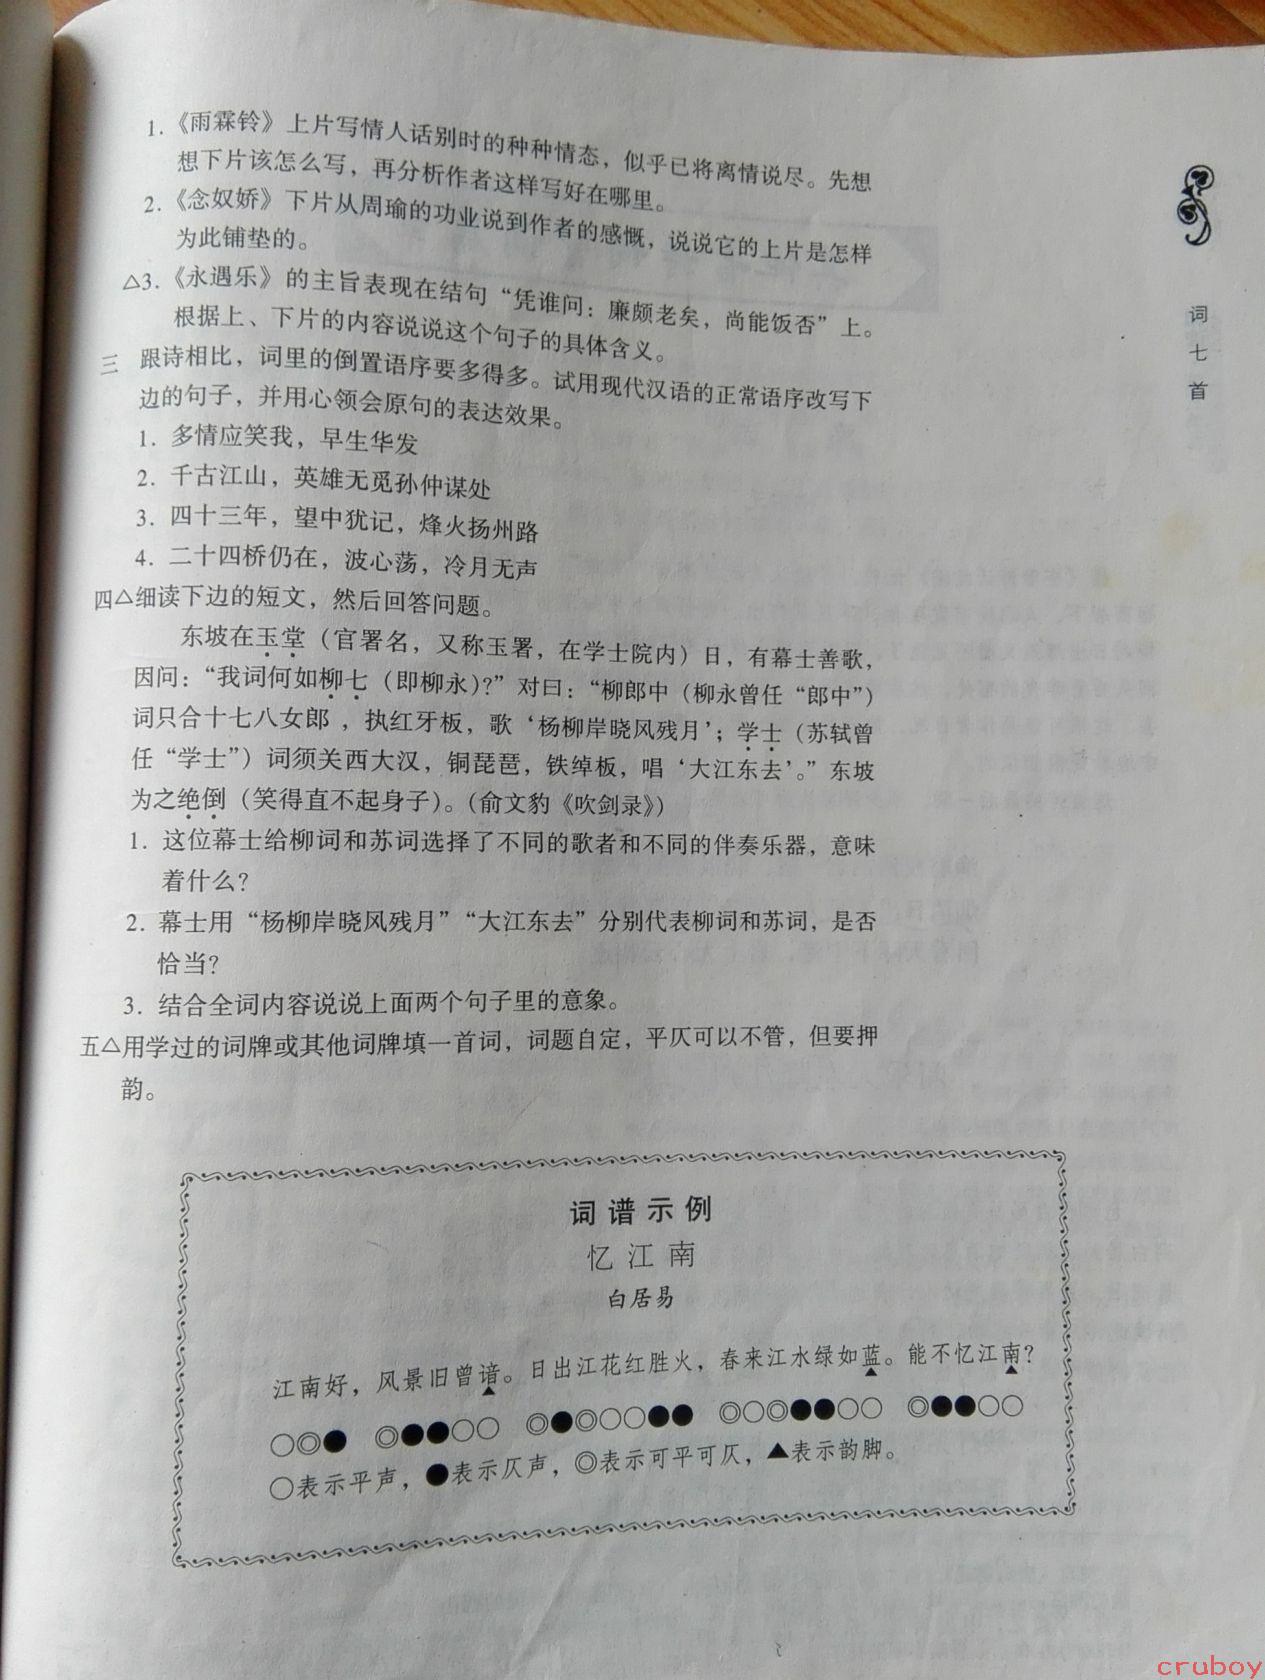 1.《雨霖铃》上片写情人话别时的种种情态，似乎已将离情说尽。先想
想下片该怎么写，再分析作者这样写好在哪里。
2.《念奴娇》下片从周瑜的功业说到作者的感慨，说说它的上片是怎样
为此铺垫的。
△3.《永遇乐》的主旨表现在结句“凭谁问：廉颇老矣，尚能饭否”上。
根据上、下片的内容说说这个句子的具体含义。
三 跟诗相比，词里的倒置语序要多得多。试用现代汉语的正常语序改写下
边的句子，并用心领会原句的表达效果。
1. 多情应笑我，早生华发
2. 千古江山，英雄无觅孙仲谋处
3. 四十三年，望中犹记，烽火扬州路
4. 二十四桥仍在，波心荡，冷月无声
四△细读下边的短文，然后回答问题。
东坡在玉堂（官署名，又称玉署，在学士院内）日，有幕士善歌，
因问：“我词何如柳七（即柳永）？”对曰：“柳郎中（柳永曾任“郎中”）
词只合十七八女郎，执红牙板，歌‘杨柳岸晓风残月’；学士（苏轼曾
任“学士”）词须关西大汉，铜琵琶，铁绰板，唱‘大江东去’。”东坡
为之绝倒（笑得直不起身子）。（俞文豹《吹剑录》）
1. 这位幕士给柳词和苏词选择了不同的歌者和不同的伴奏乐器，意味
着什么？
2. 幕士用“杨柳岸晓风残月”“大江东去”分别代表柳词和苏词，是否
恰当？
3. 结合全词内容说说上面两个句子里的意象。
五△用学过的词牌或其他词牌填一首词，词题自定，平仄可以不管，但要押
韵。
词七首
词谱示例
忆江南
白居易
江南好，风景旧曾谙。日出江花红胜火，春来江水绿如蓝。能不忆江南？
○◎● ◎●●○○ ◎●◎○○●● ◎○◎●●○○ ◎●●○○
○表示平声，●表示仄声，◎表示可平可仄，▲表示韵脚。
cruboy